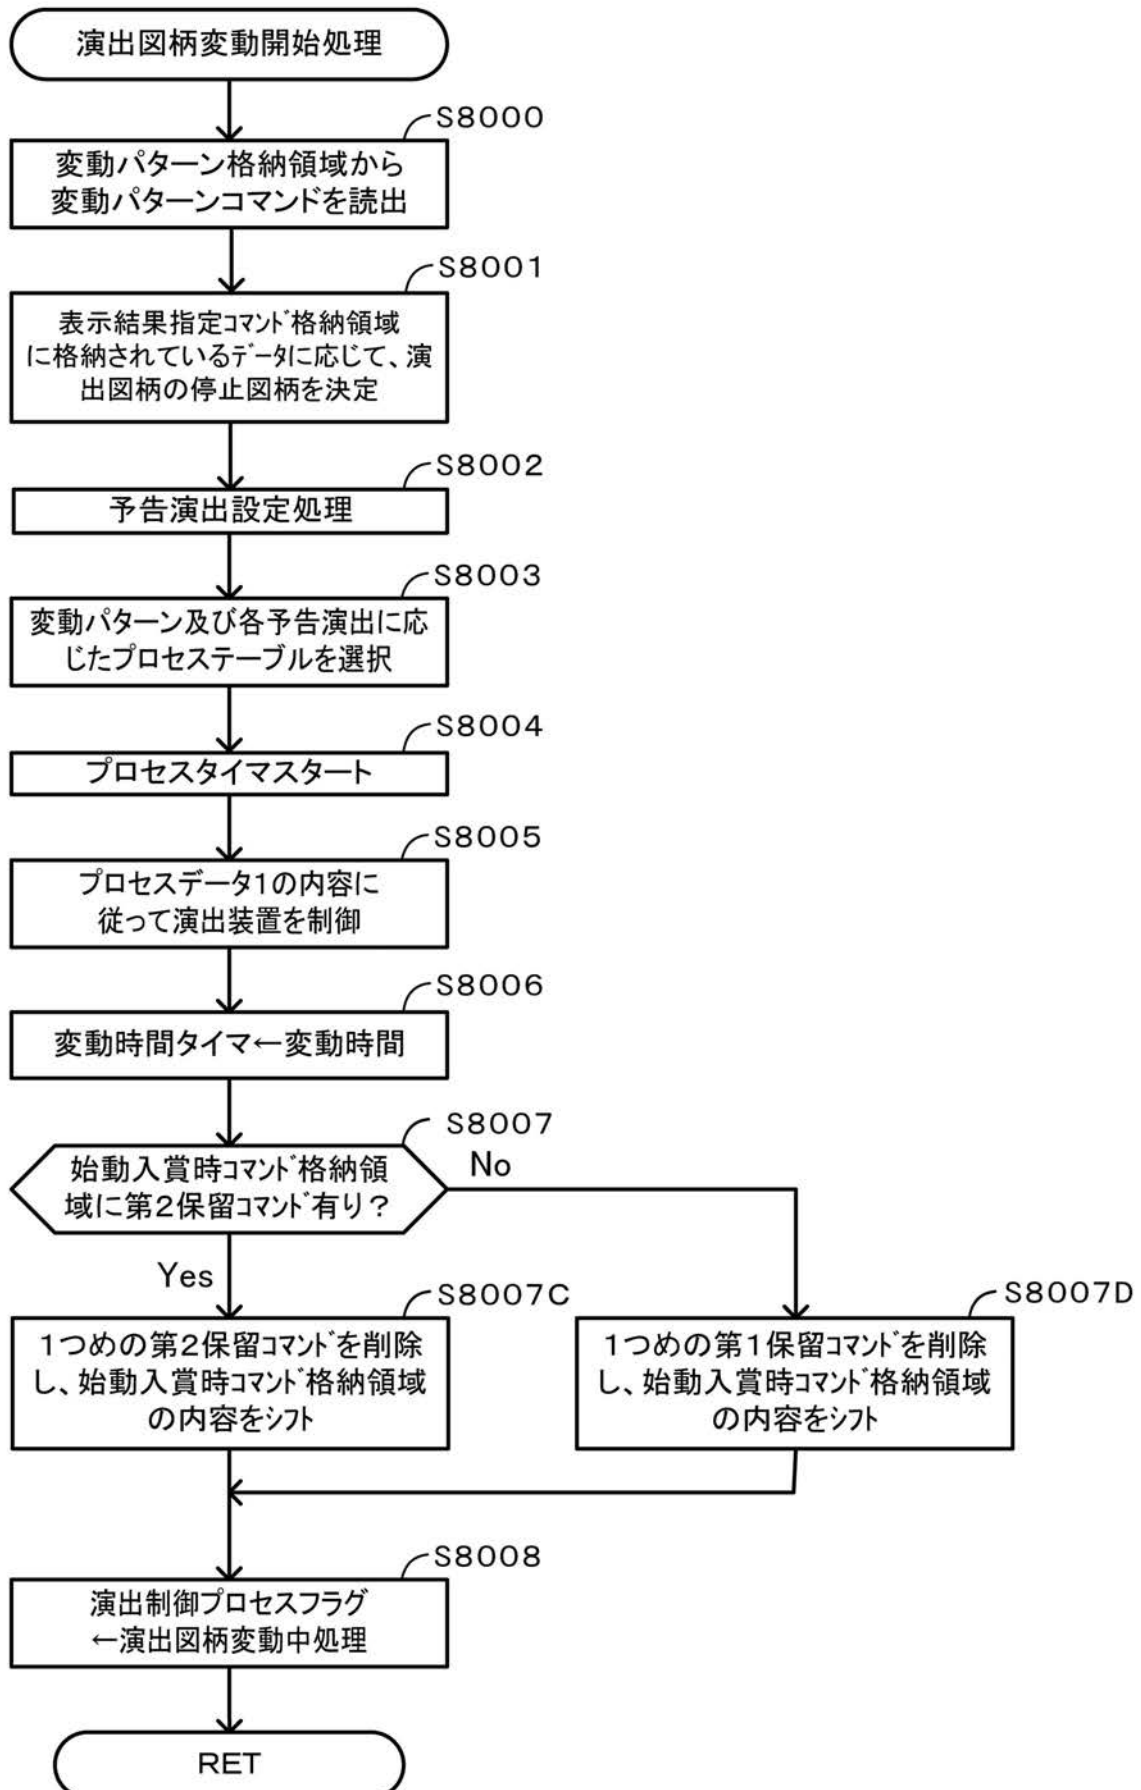 演出図柄変動開始処理
S8000
変動パターン格納領域から
変動パターンコマンドを読出
S8001
表示結果指定ｺﾏﾝﾄﾞ格納領域
に格納されているﾃﾞｰﾀに応じて、演
出図柄の停止図柄を決定
S8002
予告演出設定処理
S8003
変動パターン及び各予告演出に応
じたプロセステーブルを選択
S8004
プロセスタイマスタート
S8005
プロセスデータ1の内容に
従って演出装置を制御
S8006
変動時間タイマ←変動時間
S8007
始動入賞時ｺﾏﾝﾄﾞ格納領
域に第2保留ｺﾏﾝﾄﾞ有り？
No
Yes
S8007C
1つめの第2保留ｺﾏﾝﾄﾞを削除
し、始動入賞時ｺﾏﾝﾄﾞ格納領域
の内容をｼﾌﾄ
S8007D
1つめの第1保留ｺﾏﾝﾄﾞを削除
し、始動入賞時ｺﾏﾝﾄﾞ格納領域
の内容をｼﾌﾄ
S8008
演出制御プロセスフラグ
←演出図柄変動中処理
RET